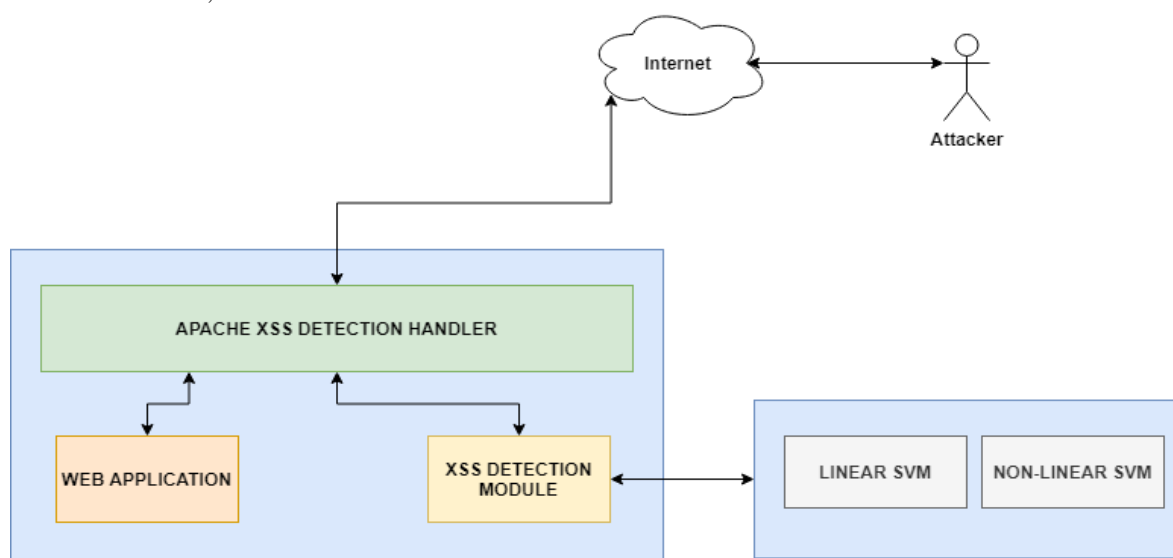 Internet
Attacker
APACHE XSS DETECTION HANDLER
WEB APPLICATION
XSS DETECTION
MODULE
LINEAR SVM
NON-LINEAR SVM